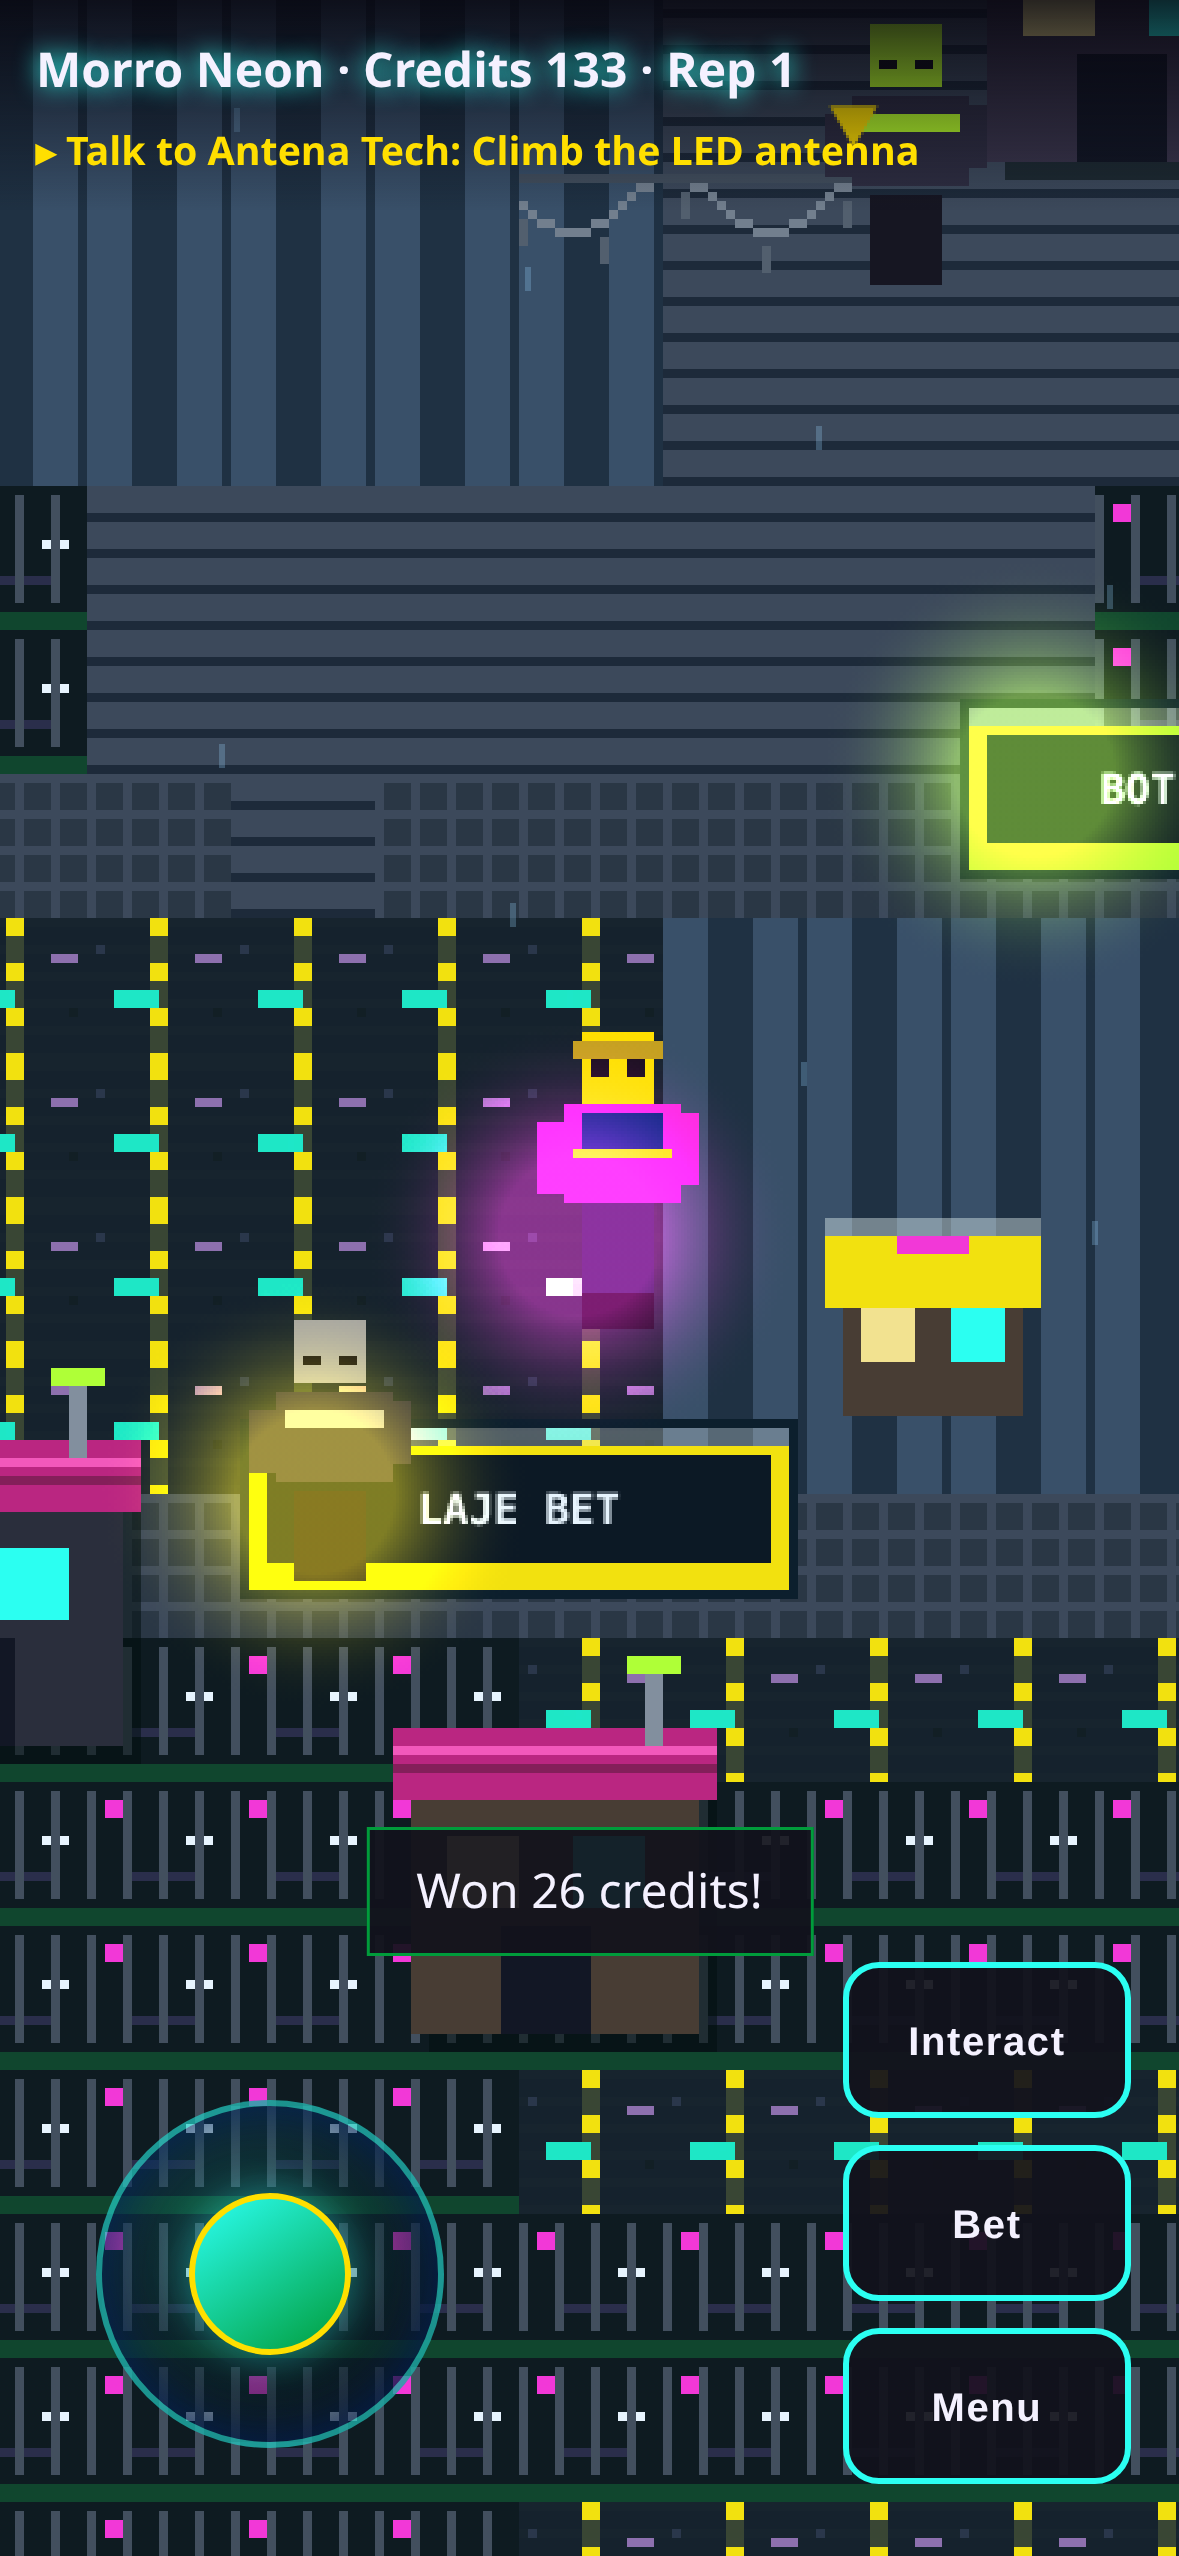 Morro Neon · Credits 133 · Rep 1
▸ Talk to Antena Tech: Climb the LED antenna
BOT
LAJE BET
Won 26 credits!
Interact
Bet
Menu